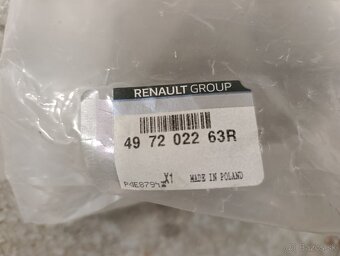 RENAULT GROUP
49 72 022 63R
X1
MADE IN POLAND